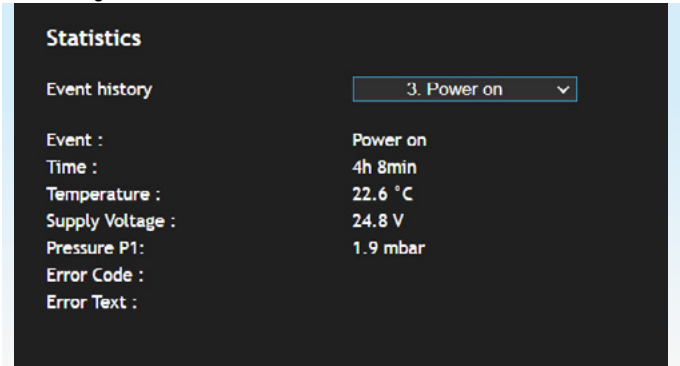 Statistics
Event history 3. Power on
Event : Power on
Time : 4h 8min
Temperature : 22.6 °C
Supply Voltage : 24.8 V
Pressure P1: 1.9 mbar
Error Code :
Error Text :